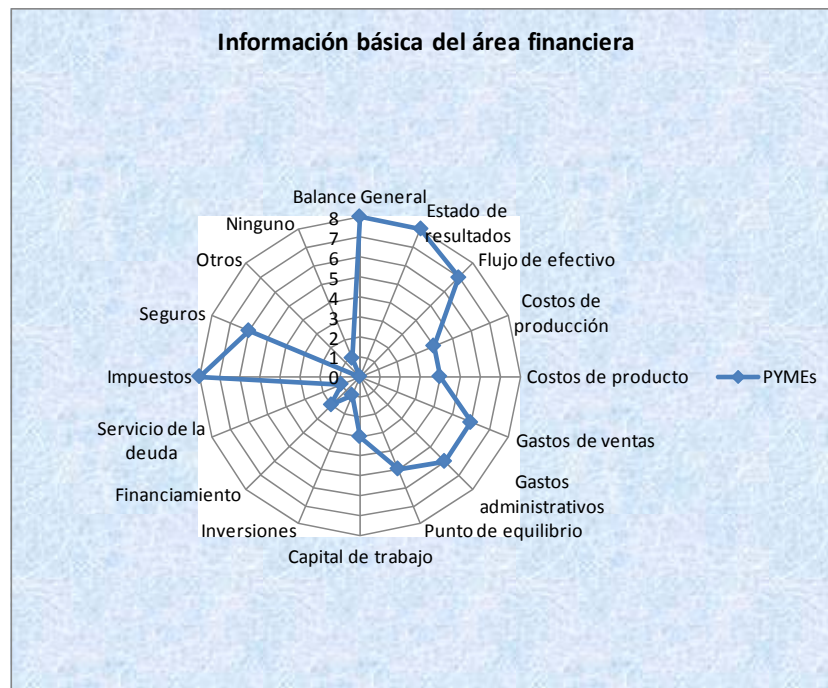 Información básica del área financiera
Balance General
Estado de
resultados
Flujo de efectivo
Costos de
producción
Costos de producto
Gastos de ventas
Gastos
administrativos
Punto de equilibrio
Capital de trabajo
Inversiones
Financiamiento
Servicio de la
deuda
Impuestos
Seguros
Otros
Ninguno
8
7
6
5
4
3
2
1
0
PYMEs